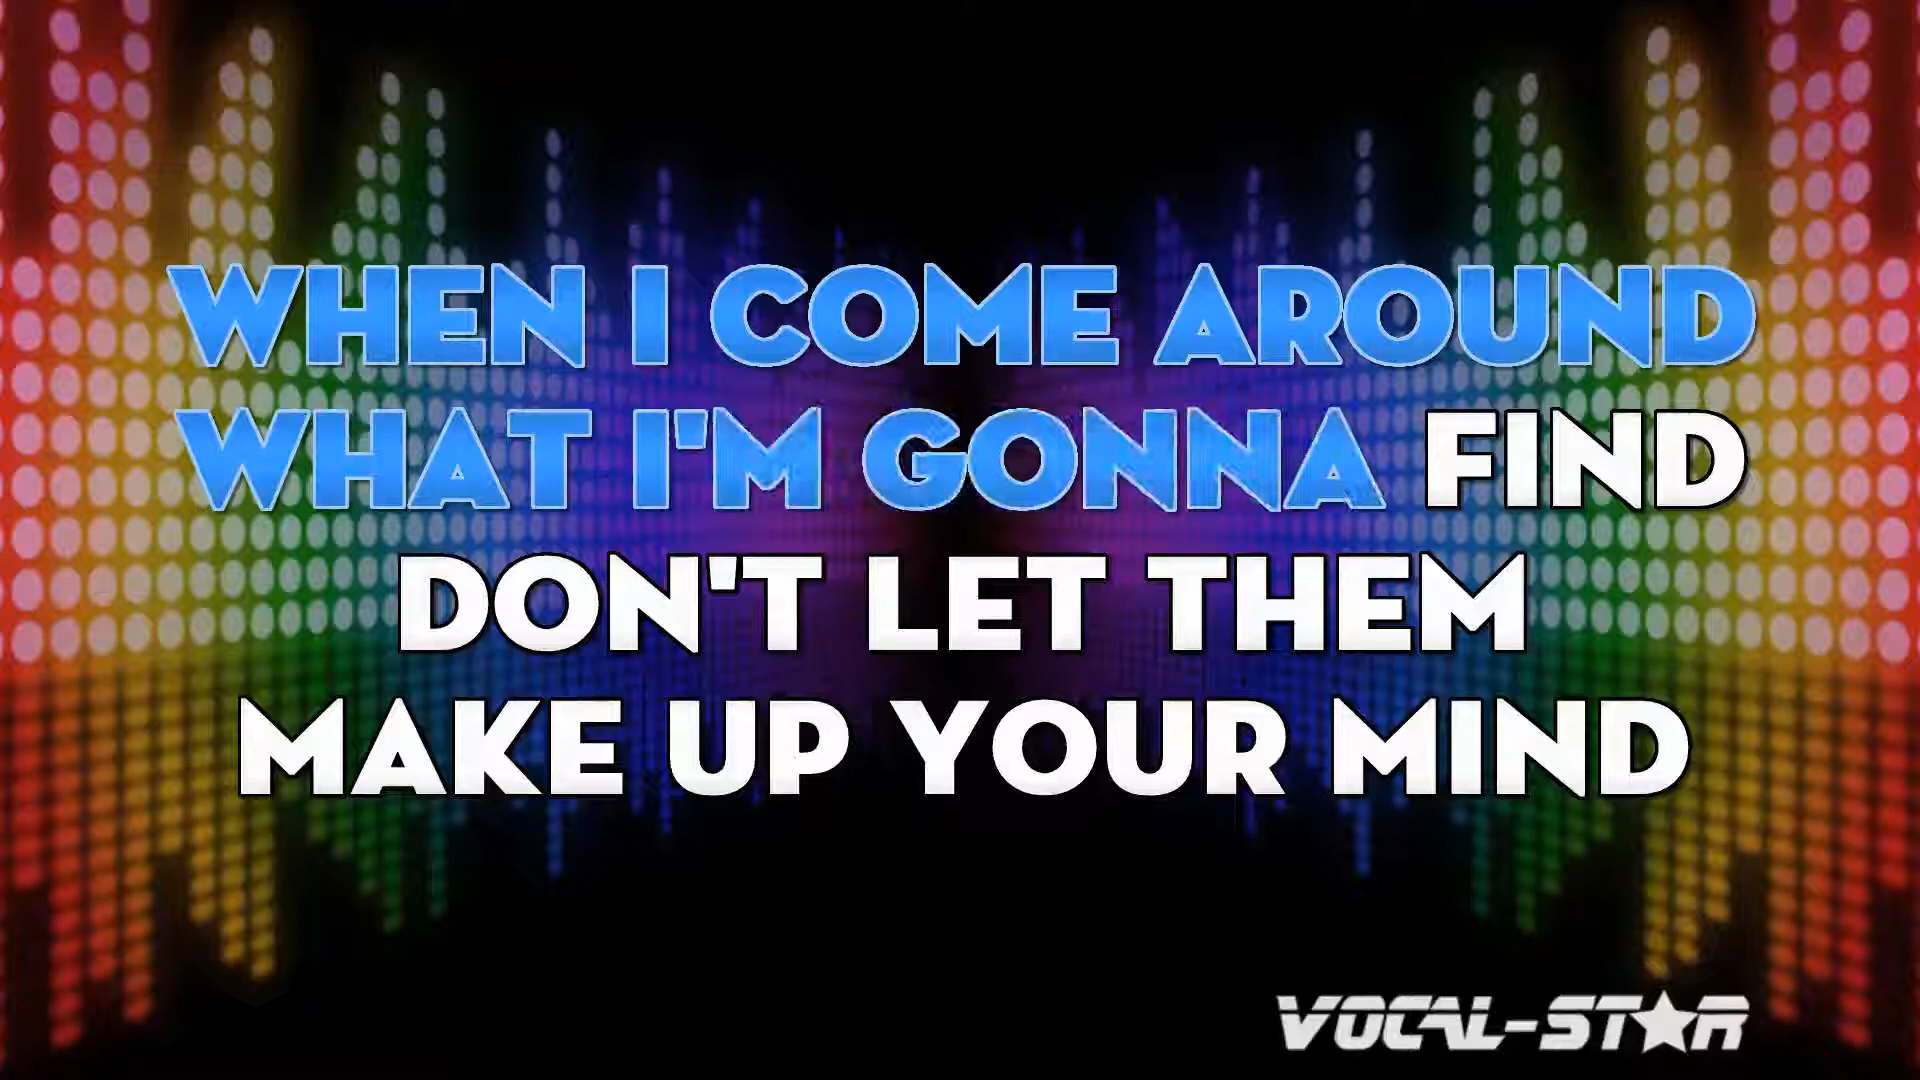 WHEN I COME AROUND
WHAT I'M GONNA FIND
DON'T LET THEM
MAKE UP YOUR MIND
VOCAL-STAR